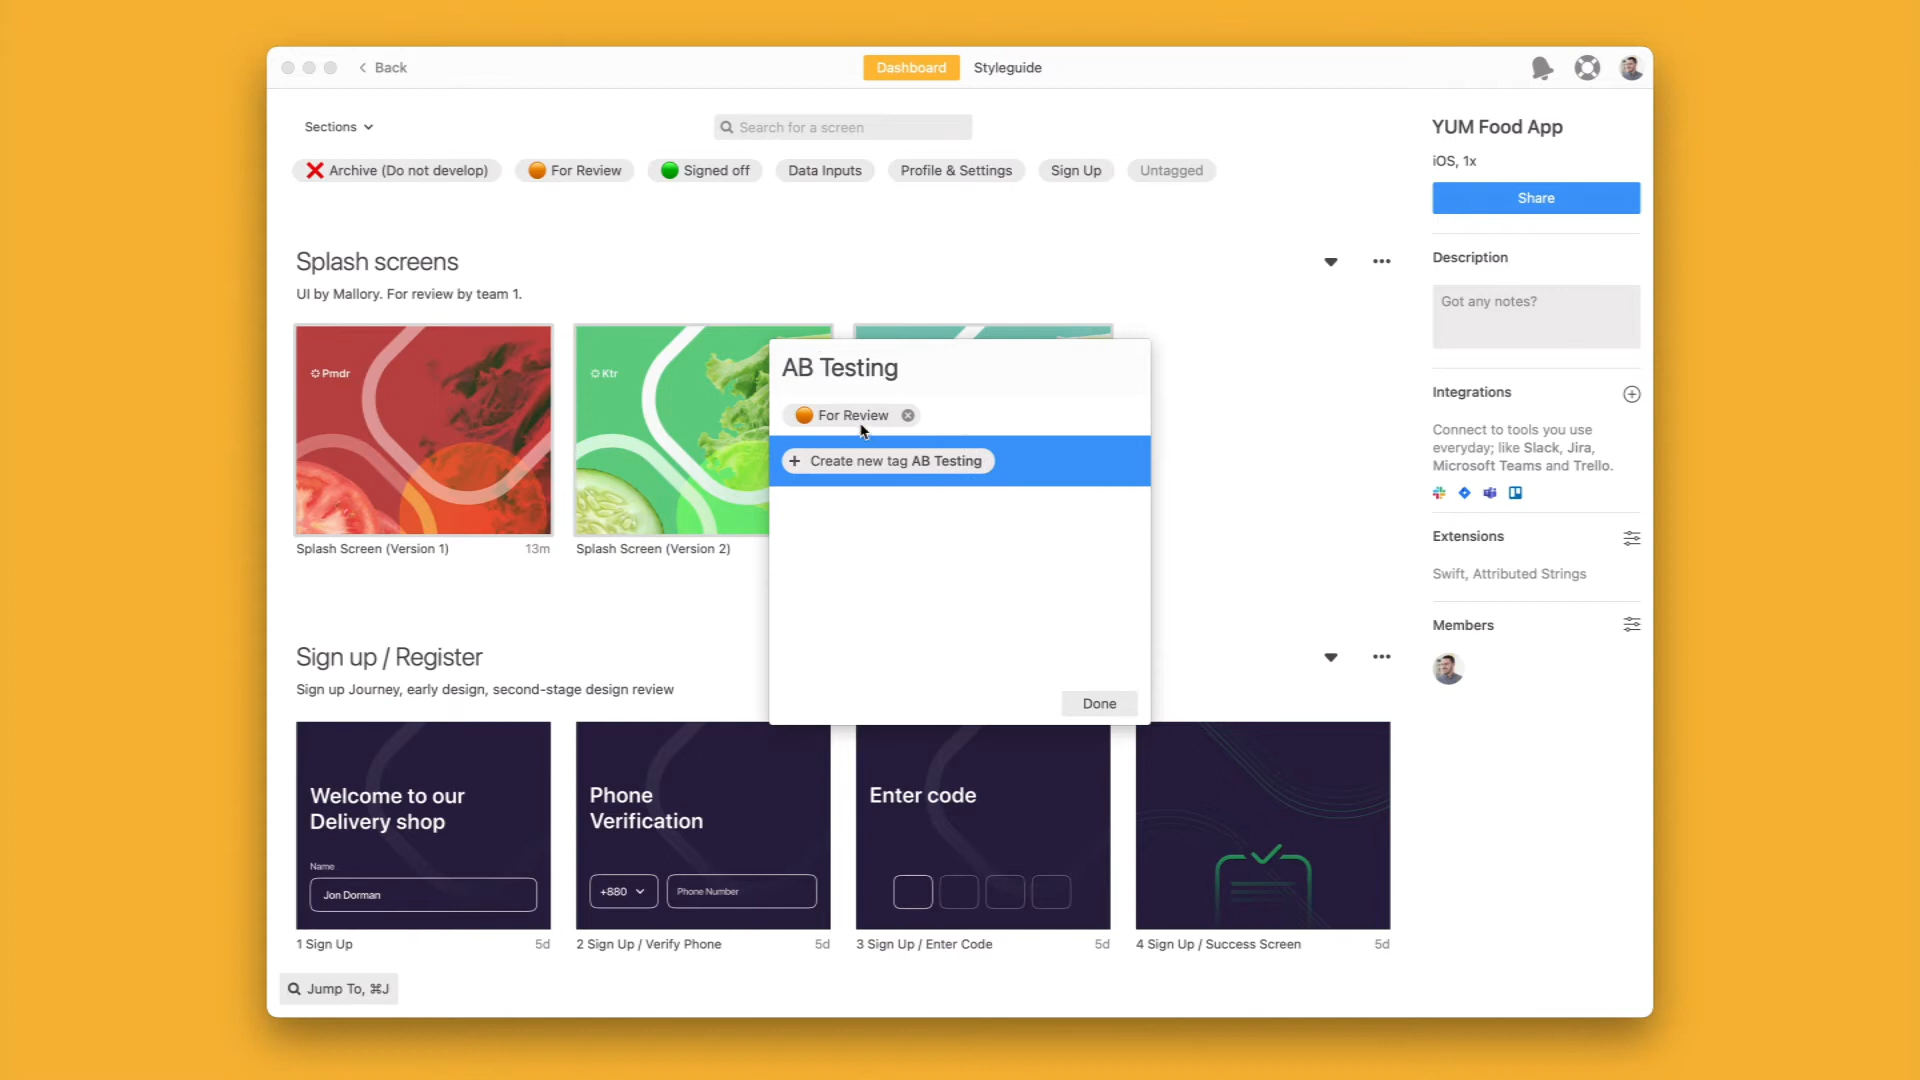 Back
Dashboard
Styleguide
Sections
Search for a screen
Archive (Do not develop)
For Review
Signed off
Data Inputs
Profile & Settings
Sign Up
Untagged
Splash screens
UI by Mallory. For review by team 1.
Pmdr
Ktr
Splash Screen (Version 1)
13m
Splash Screen (Version 2)
AB Testing
For Review
+ Create new tag AB Testing
Done
Sign up / Register
Sign up Journey, early design, second-stage design review
Welcome to our
Delivery shop
Name
Jon Dorman
1 Sign Up
5d
Phone
Verification
+880
Phone Number
2 Sign Up / Verify Phone
5d
Enter code
3 Sign Up / Enter Code
5d
4 Sign Up / Success Screen
5d
Jump To, ⌘J
YUM Food App
iOS, 1x
Share
Description
Got any notes?
Integrations
Connect to tools you use
everyday; like Slack, Jira,
Microsoft Teams and Trello.
Extensions
Swift, Attributed Strings
Members